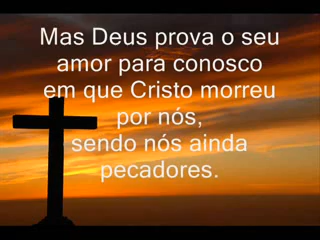 Mas Deus prova o seu
amor para conosco
em que Cristo morreu
por nós,
sendo nós ainda
pecadores.